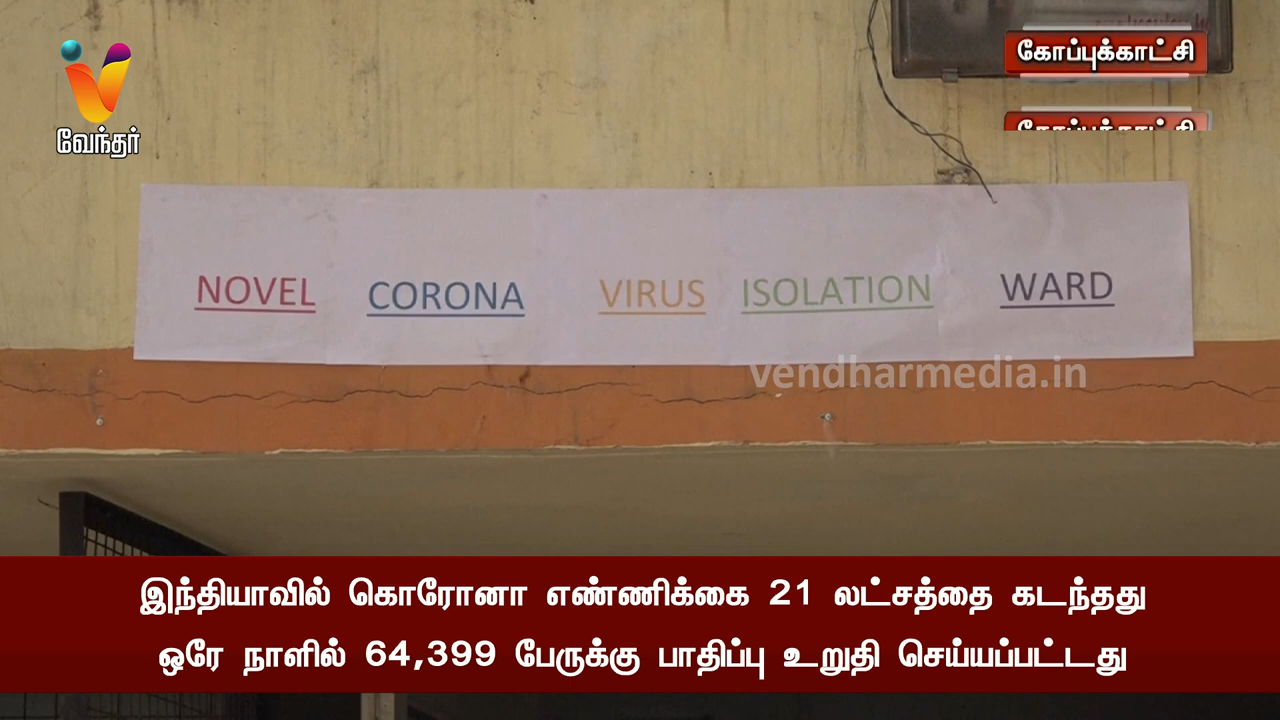 கோப்புக்காட்சி
கோப்புக்காட்சி
வேந்தர்
NOVEL CORONA VIRUS ISOLATION WARD
vendharmedia.in
இந்தியாவில் கொரோனா எண்ணிக்கை 21 லட்சத்தை கடந்தது
ஒரே நாளில் 64,399 பேருக்கு பாதிப்பு உறுதி செய்யப்பட்டது